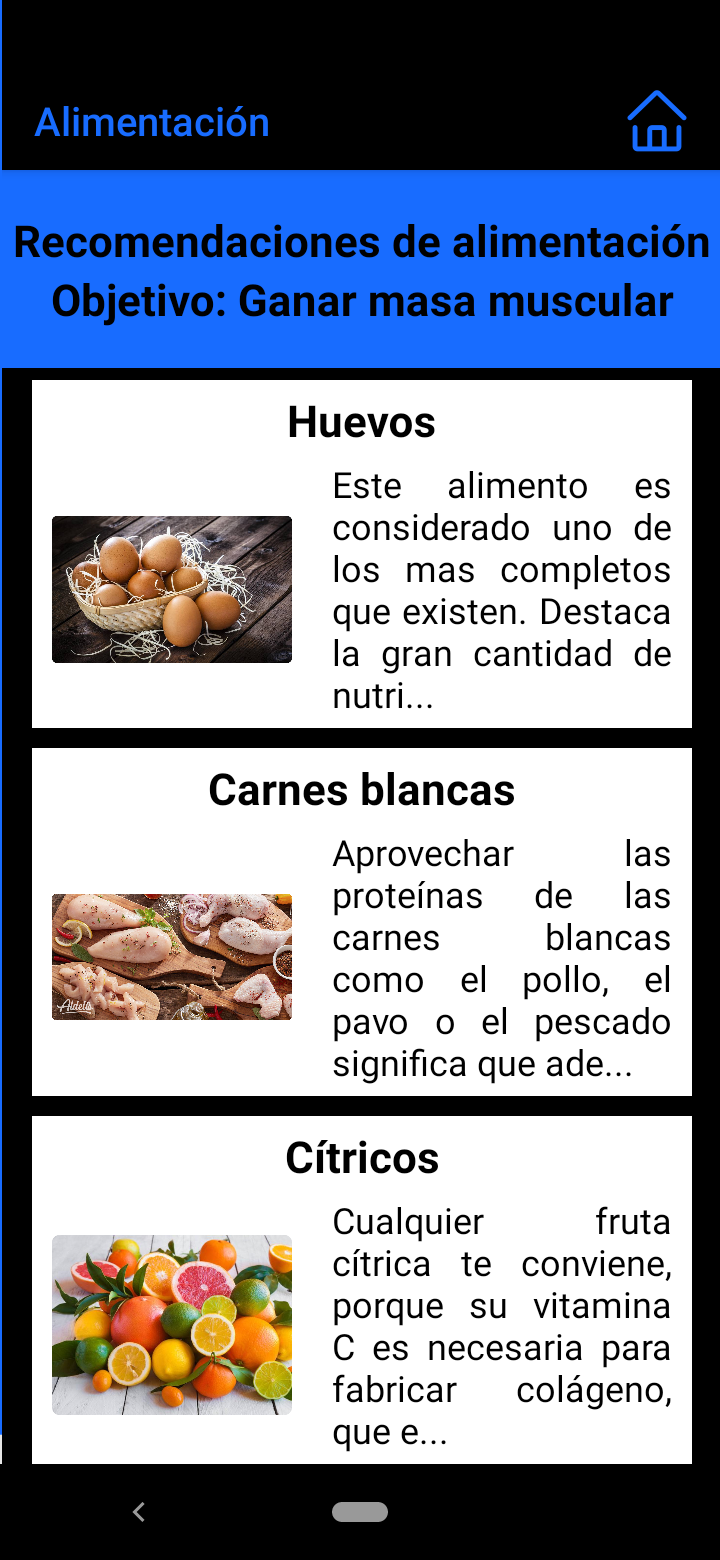 Alimentación
Recomendaciones de alimentación
Objetivo: Ganar masa muscular
Huevos
Este alimento es
considerado uno de
los mas completos
que existen. Destaca
la gran cantidad de
nutri...
Carnes blancas
Aprovechar las
proteínas de las
carnes blancas
como el pollo, el
pavo o el pescado
significa que ade...
Aldelís
Cítricos
Cualquier fruta
cítrica te conviene,
porque su vitamina
C es necesaria para
fabricar colágeno,
que e...